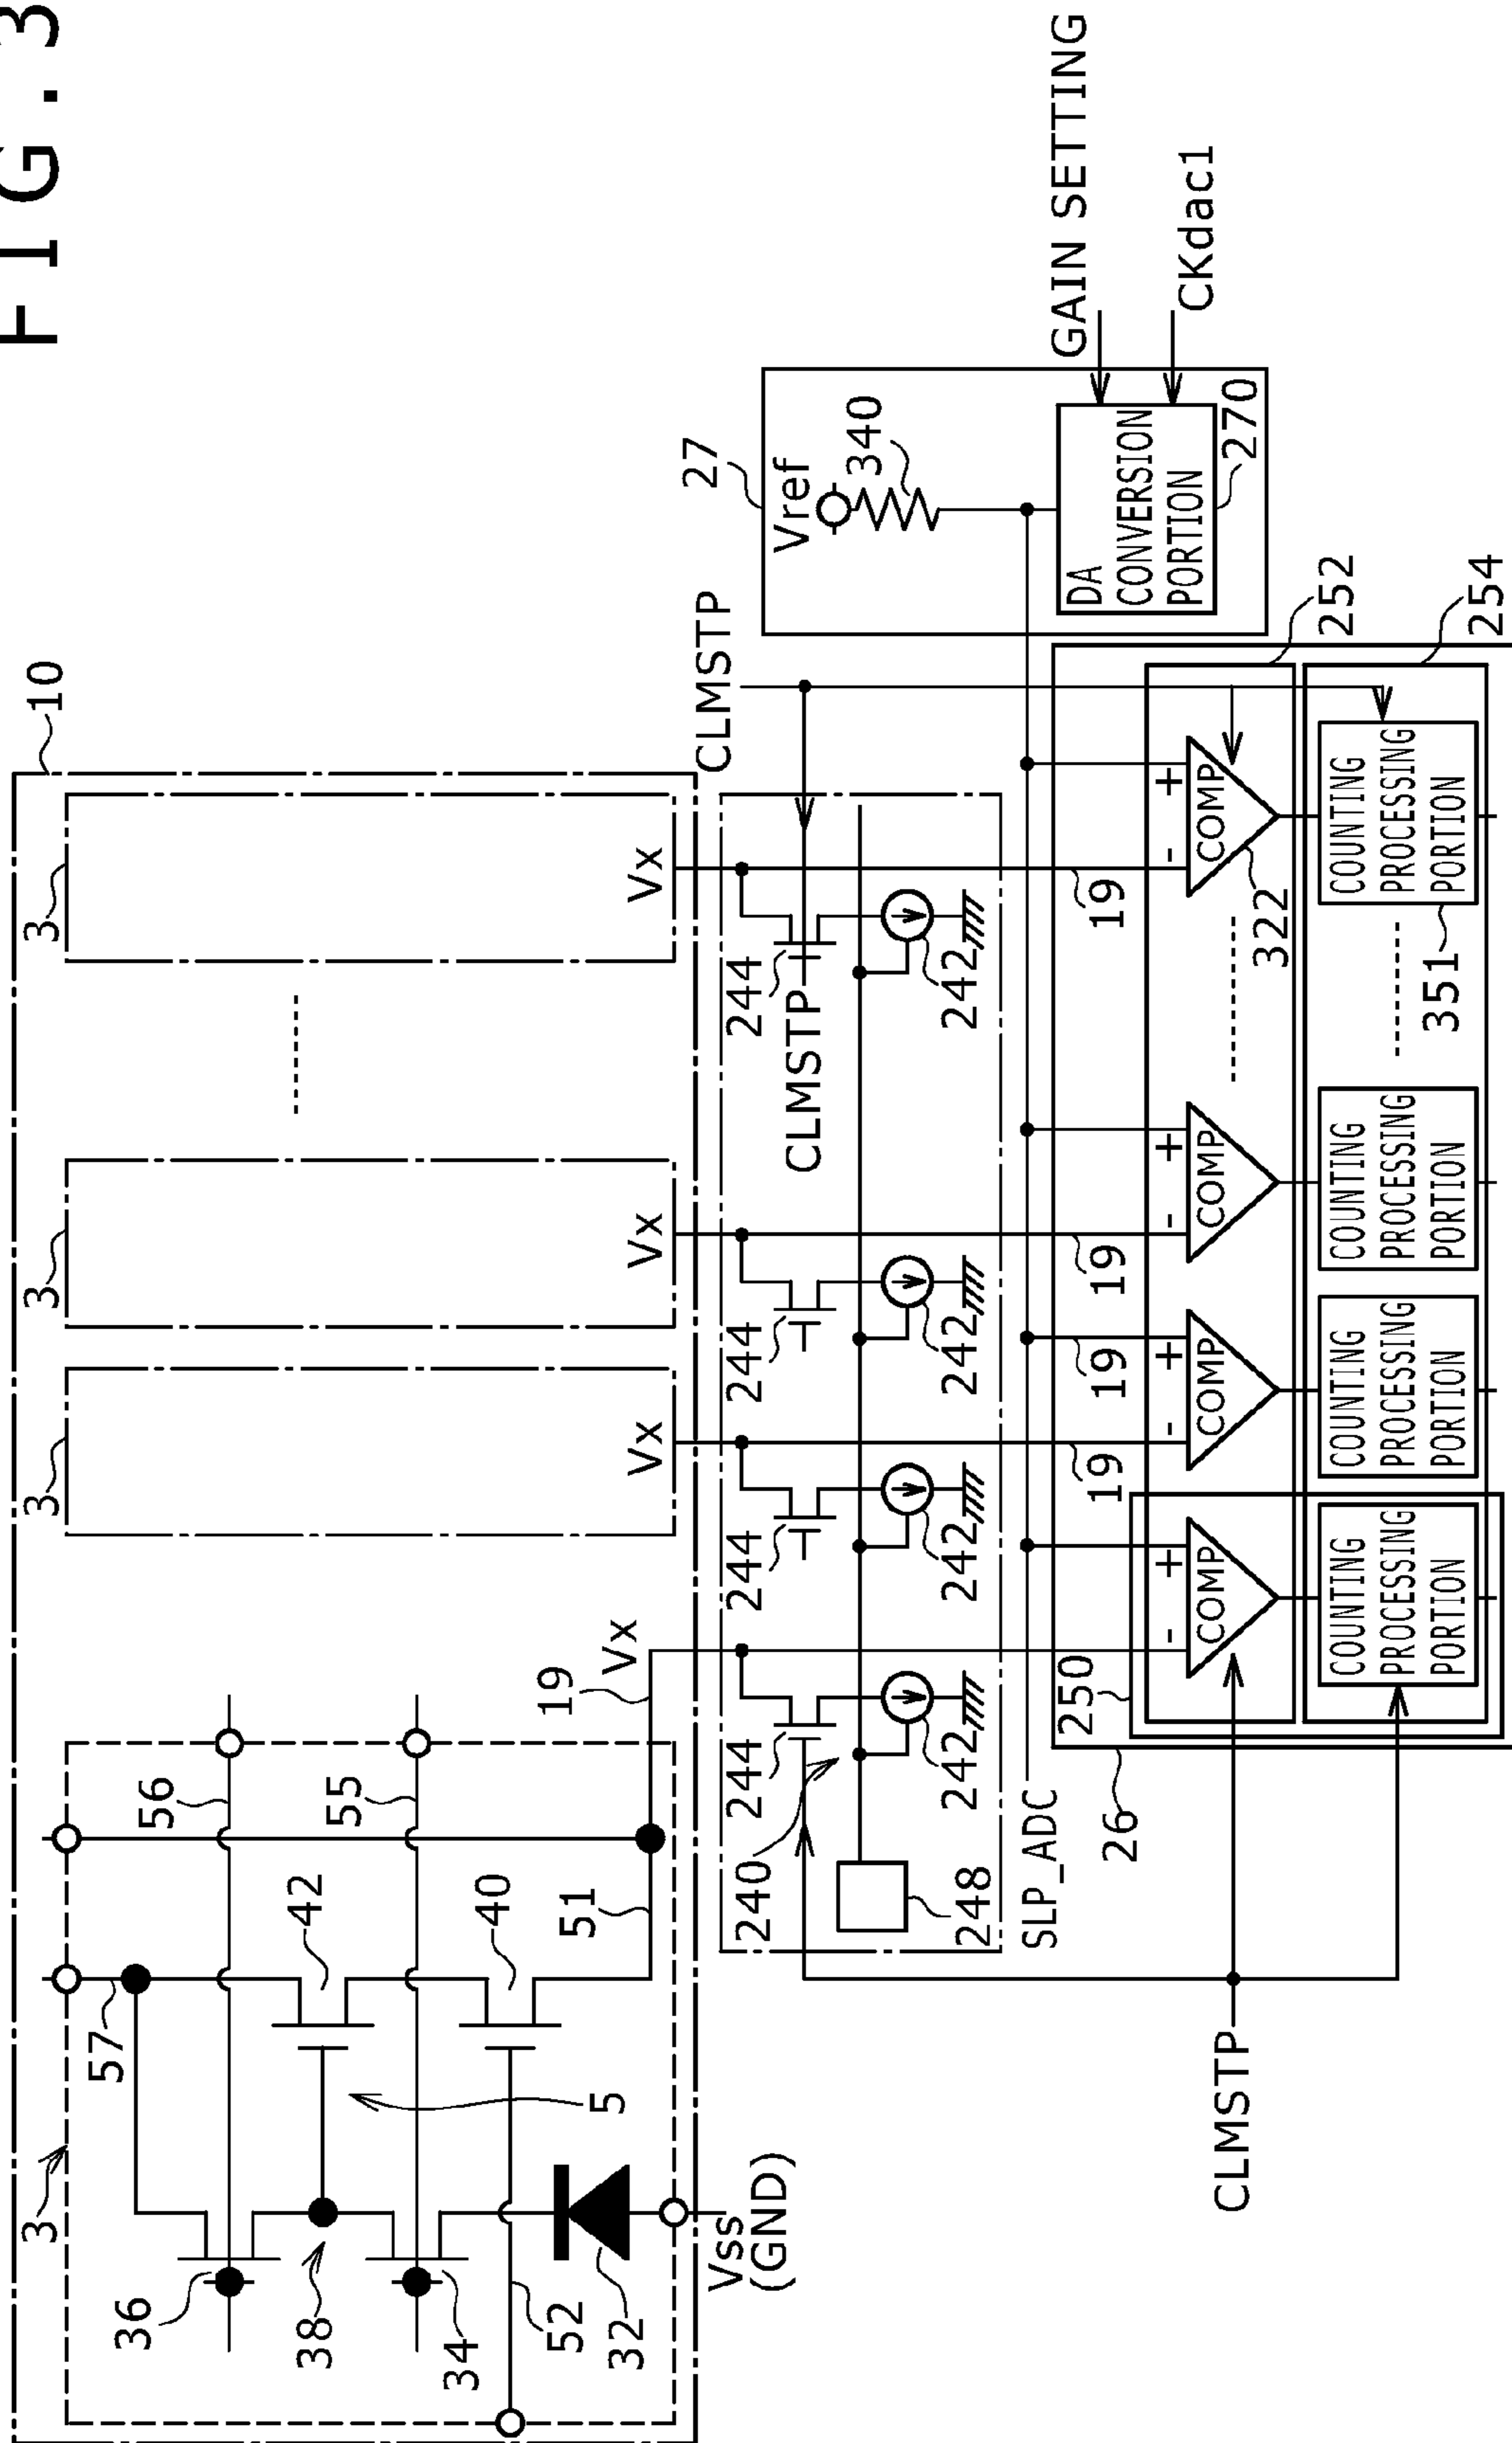 FIG. 3
10
3
3
3
3
57
56
55
42
40
51
19
36
38
34
5
52
32
Vss
(GND)
Vx
Vx
Vx
Vx
CLMSTP
27
Vref
340
DA
CONVERSION
PORTION
270
GAIN SETTING
CKdac1
244
244
244
244
CLMSTP
240
242
242
242
242
248
SLP_ADC
19
19
19
19
26
250
252
254
- +
COMP
- +
COMP
- +
COMP
- +
COMP
322
COUNTING
PROCESSING
PORTION
COUNTING
PROCESSING
PORTION
COUNTING
PROCESSING
PORTION
COUNTING
PROCESSING
PORTION
351
CLMSTP